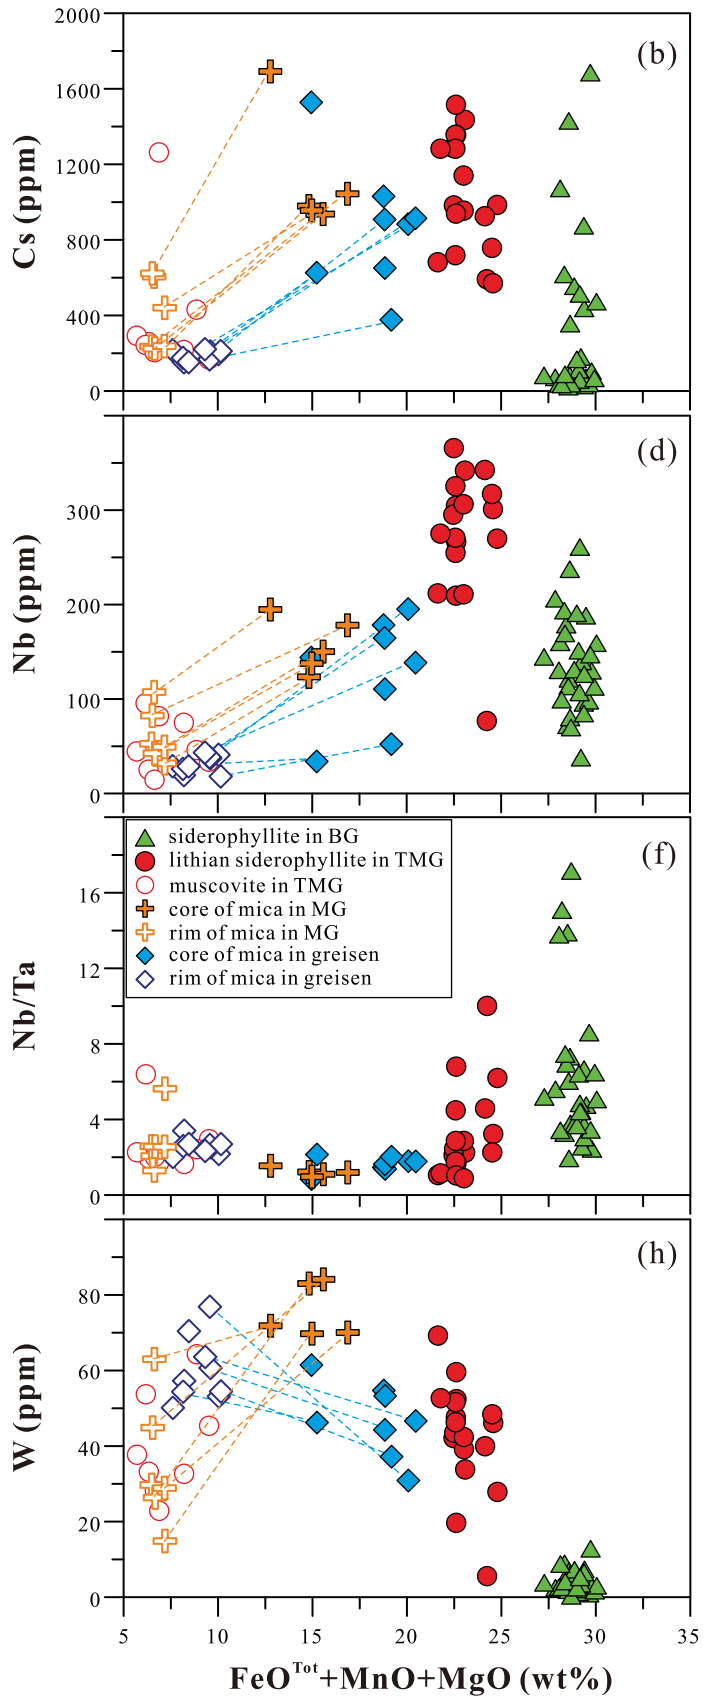 2000
(b)
1600
1200
Cs (ppm)
800
400
0
(d)
300
Nb (ppm)
200
100
0
(f)
siderophyllite in BG
lithian siderophyllite in TMG
muscovite in TMG
core of mica in MG
rim of mica in MG
core of mica in greisen
rim of mica in greisen
16
12
Nb/Ta
8
4
0
(h)
80
60
W (ppm)
40
20
0
5 10 15 20 25 30 35
FeOTot+MnO+MgO (wt%)